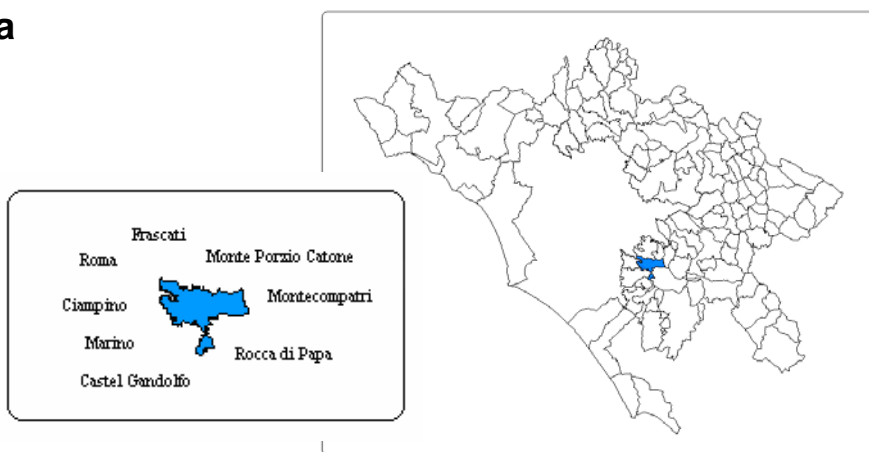 a
Frascati
Roma
Monte Porzio Catone
Ciampino
Montecompatri
Marino
Rocca di Papa
Castel Gandolfo